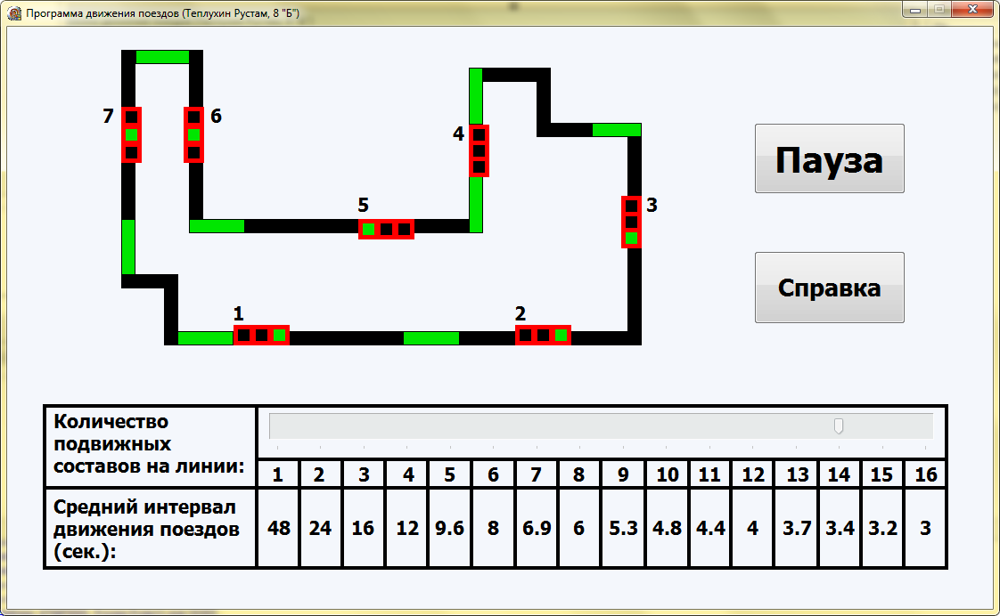 Программа движения поездов (Теплухин Рустам, 8 "Б")
7
6
4
5
3
1
2
Пауза
Справка
Количество
подвижных
составов на линии:
1 2 3 4 5 6 7 8 9 10 11 12 13 14 15 16
Средний интервал
движения поездов
(сек.):
48 24 16 12 9.6 8 6.9 6 5.3 4.8 4.4 4 3.7 3.4 3.2 3